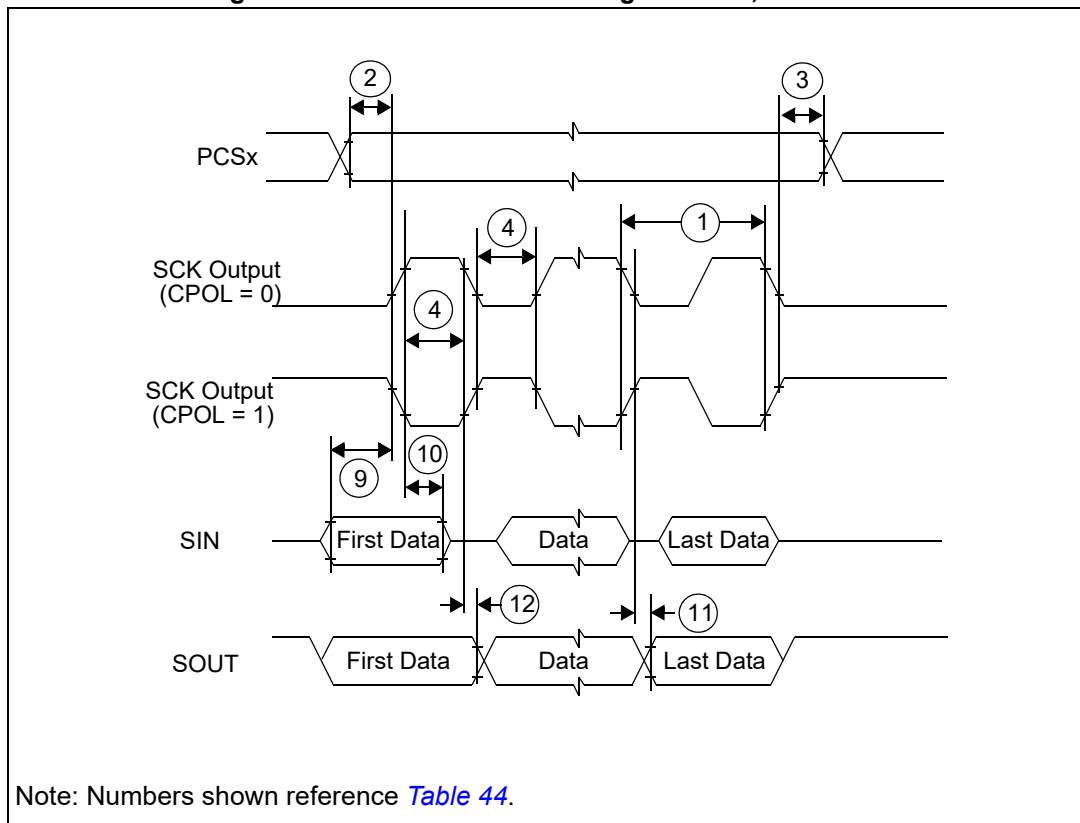 2
3
PCSx
1
4
SCK Output
(CPOL = 0)
4
SCK Output
(CPOL = 1)
10
9
SIN
First Data
Data
Last Data
12
11
SOUT
First Data
Data
Last Data
Note: Numbers shown reference Table 44.